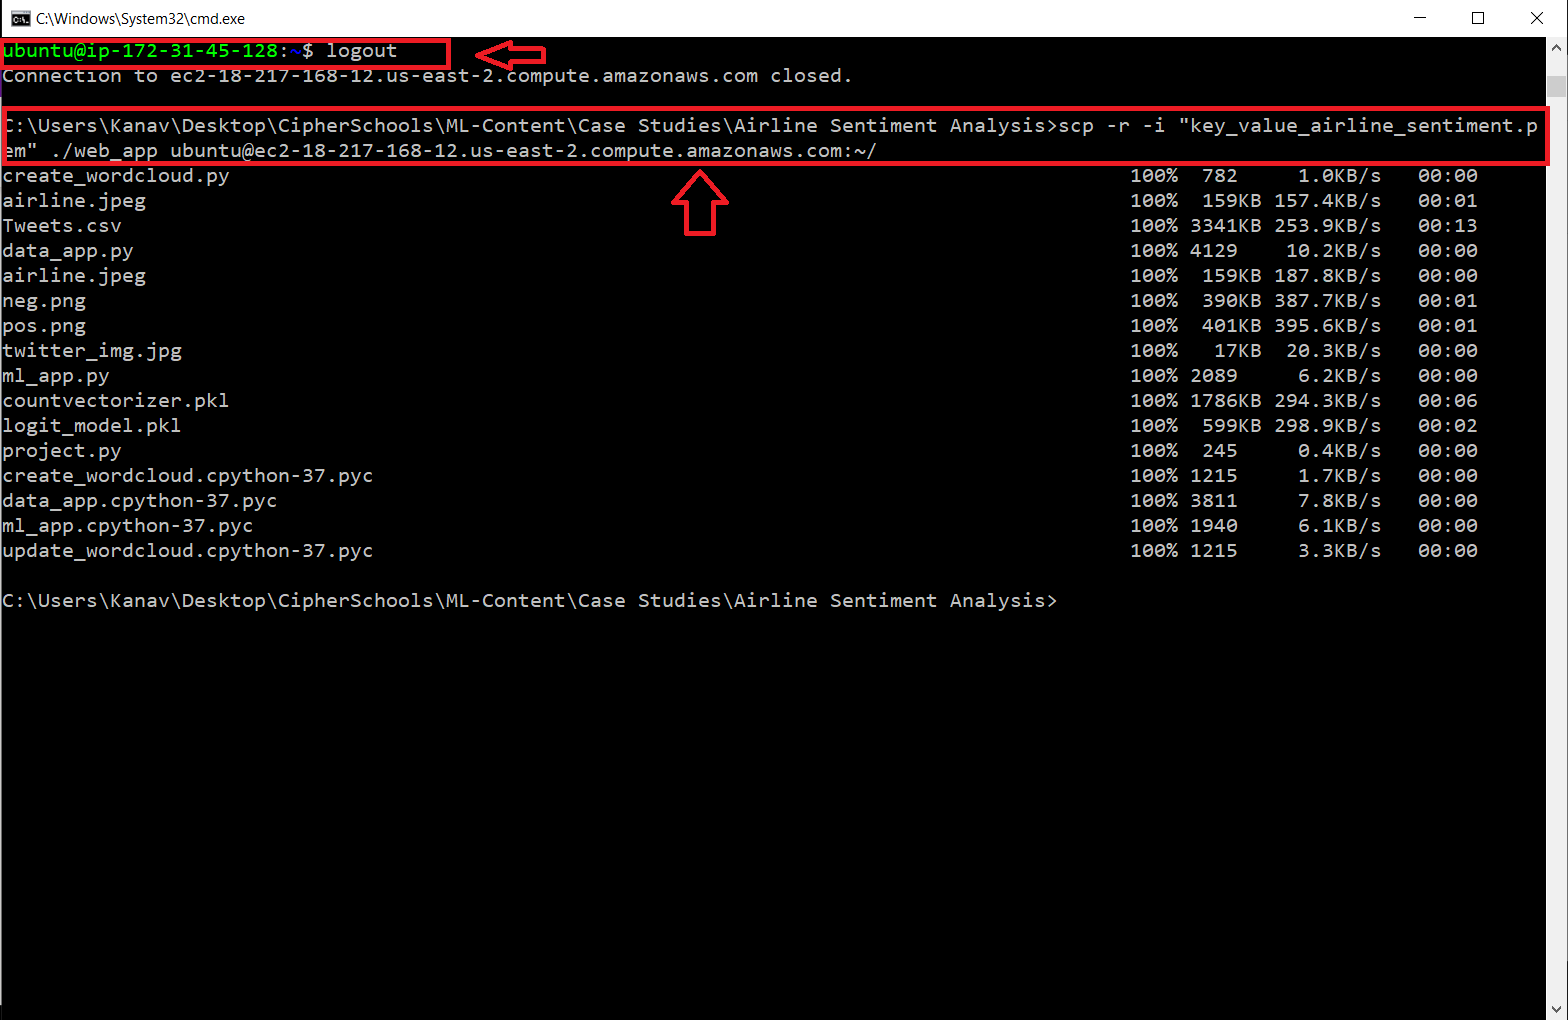 C:\Windows\System32\cmd.exe
ubuntu@ip-172-31-45-128:~$ logout
Connection to ec2-18-217-168-12.us-east-2.compute.amazonaws.com closed.
C:\Users\Kanav\Desktop\CipherSchools\ML-Content\Case Studies\Airline Sentiment Analysis>scp -r -i "key_value_airline_sentiment.p
em" ./web_app ubuntu@ec2-18-217-168-12.us-east-2.compute.amazonaws.com:~/
create_wordcloud.py 100% 782 1.0KB/s 00:00
airline.jpeg 100% 159KB 157.4KB/s 00:01
Tweets.csv 100% 3341KB 253.9KB/s 00:13
data_app.py 100% 4129 10.2KB/s 00:00
airline.jpeg 100% 159KB 187.8KB/s 00:00
neg.png 100% 390KB 387.7KB/s 00:01
pos.png 100% 401KB 395.6KB/s 00:01
twitter_img.jpg 100% 17KB 20.3KB/s 00:00
ml_app.py 100% 2089 6.2KB/s 00:00
countvectorizer.pkl 100% 1786KB 294.3KB/s 00:06
logit_model.pkl 100% 599KB 298.9KB/s 00:02
project.py 100% 245 0.4KB/s 00:00
create_wordcloud.cpython-37.pyc 100% 1215 1.7KB/s 00:00
data_app.cpython-37.pyc 100% 3811 7.8KB/s 00:00
ml_app.cpython-37.pyc 100% 1940 6.1KB/s 00:00
update_wordcloud.cpython-37.pyc 100% 1215 3.3KB/s 00:00
C:\Users\Kanav\Desktop\CipherSchools\ML-Content\Case Studies\Airline Sentiment Analysis>